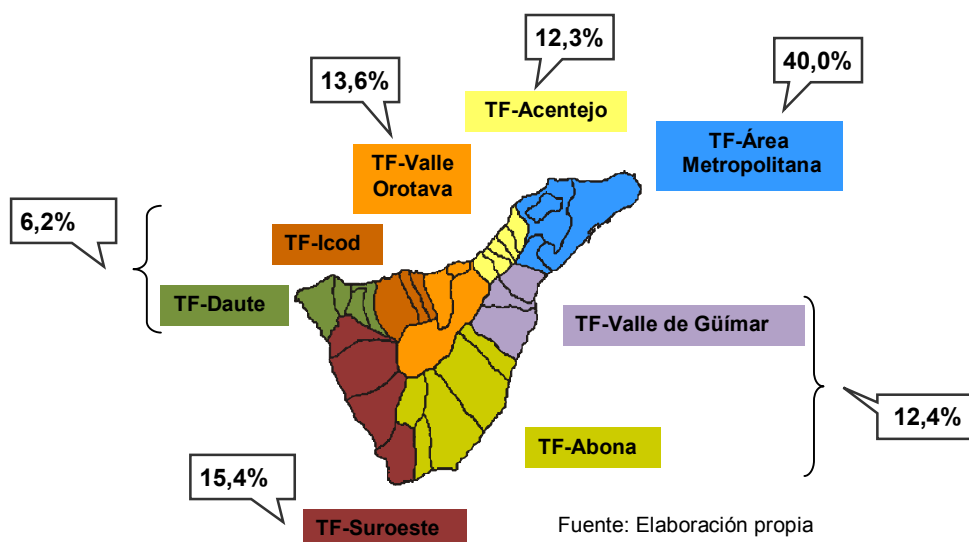 12,3%
40,0%
13,6%
TF-Acentejo
TF-Área
Metropolitana
TF-Valle
Orotava
6,2%
TF-Icod
TF-Daute
TF-Valle de Güímar
12,4%
TF-Abona
15,4%
TF-Suroeste
Fuente: Elaboración propia